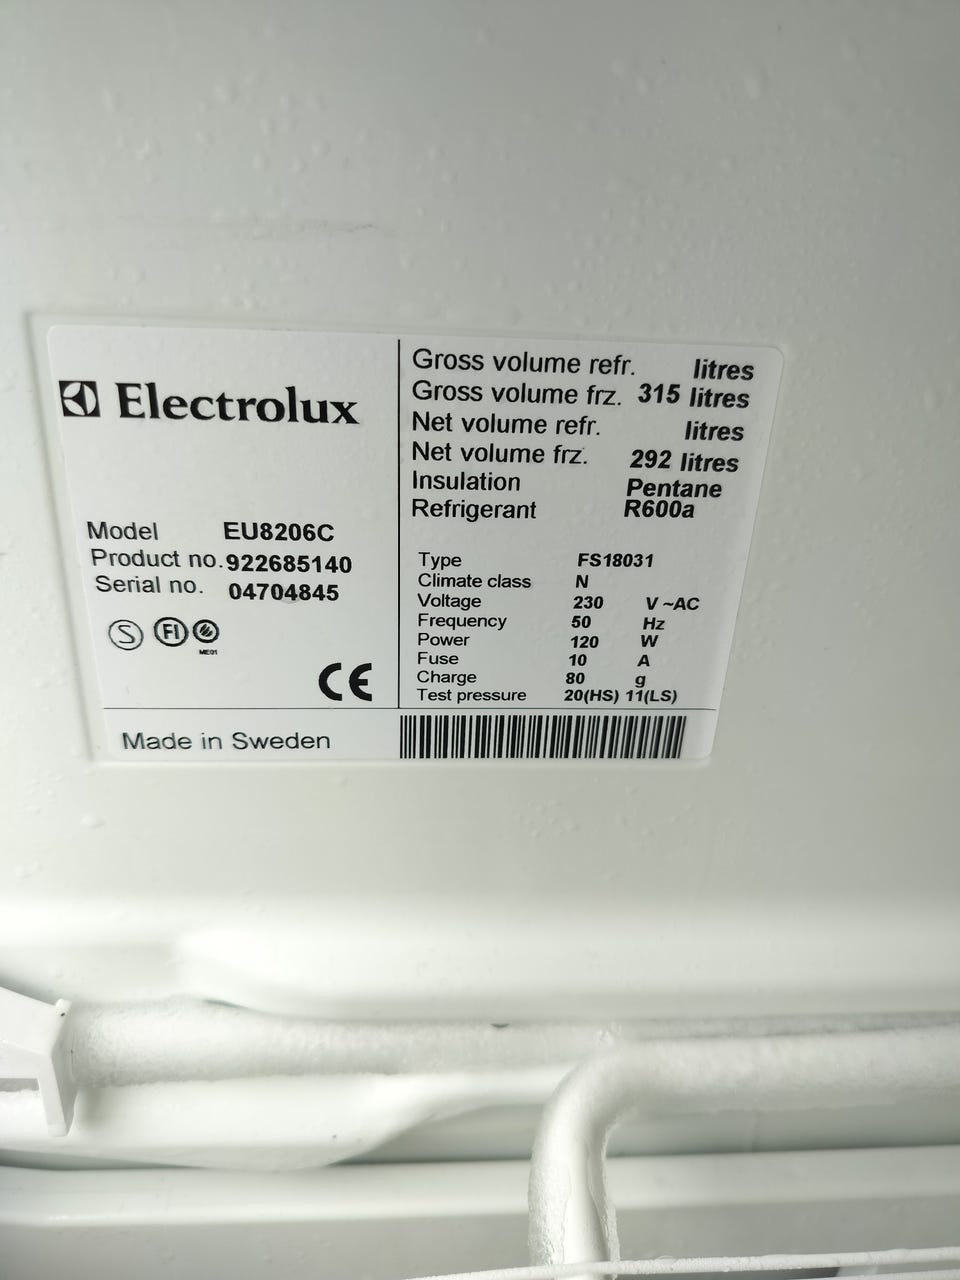 Electrolux
Model EU8206C
Product no. 922685140
Serial no. 04704845
S FI
ME01
CE
Gross volume refr. litres
Gross volume frz. 315 litres
Net volume refr. litres
Net volume frz. 292 litres
Insulation Pentane
Refrigerant R600a
Type FS18031
Climate class N
Voltage 230 V ~AC
Frequency 50 Hz
Power 120 W
Fuse 10 A
Charge 80 g
Test pressure 20(HS) 11(LS)
Made in Sweden